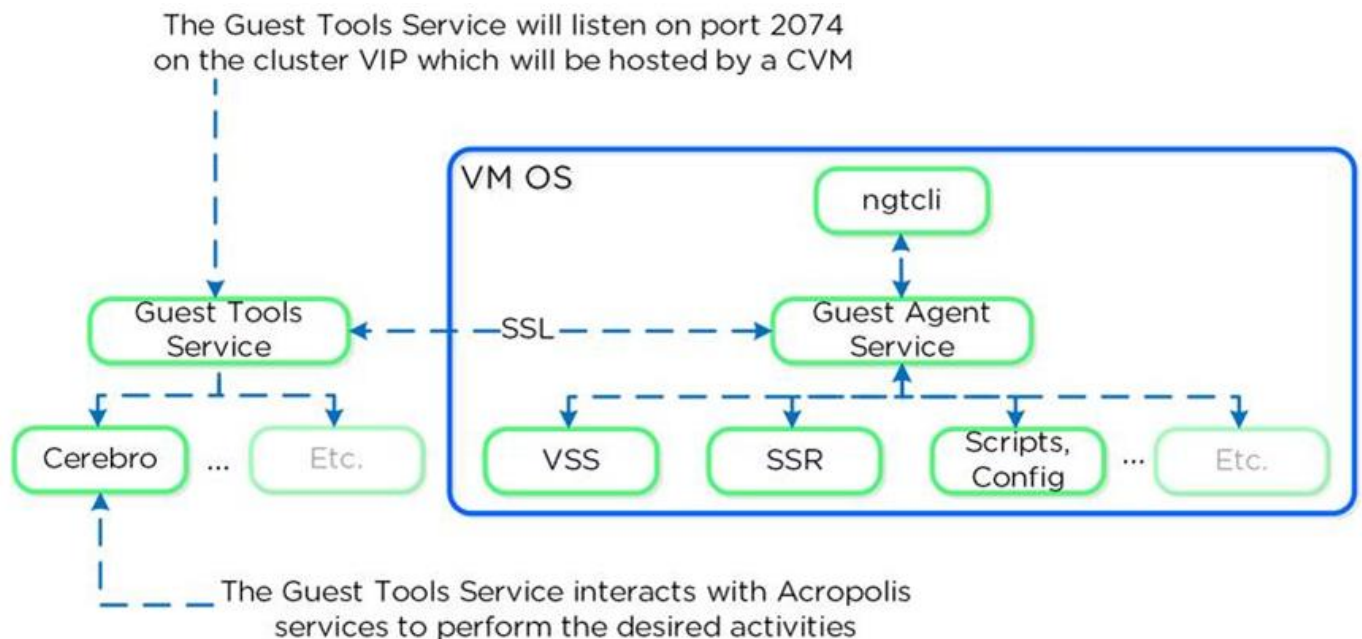 The Guest Tools Service will listen on port 2074
on the cluster VIP which will be hosted by a CVM
VM OS
ngtcli
Guest Tools
Service
SSL
Guest Agent
Service
Cerebro
...
Etc.
VSS
SSR
Scripts,
Config
...
Etc.
The Guest Tools Service interacts with Acropolis
services to perform the desired activities